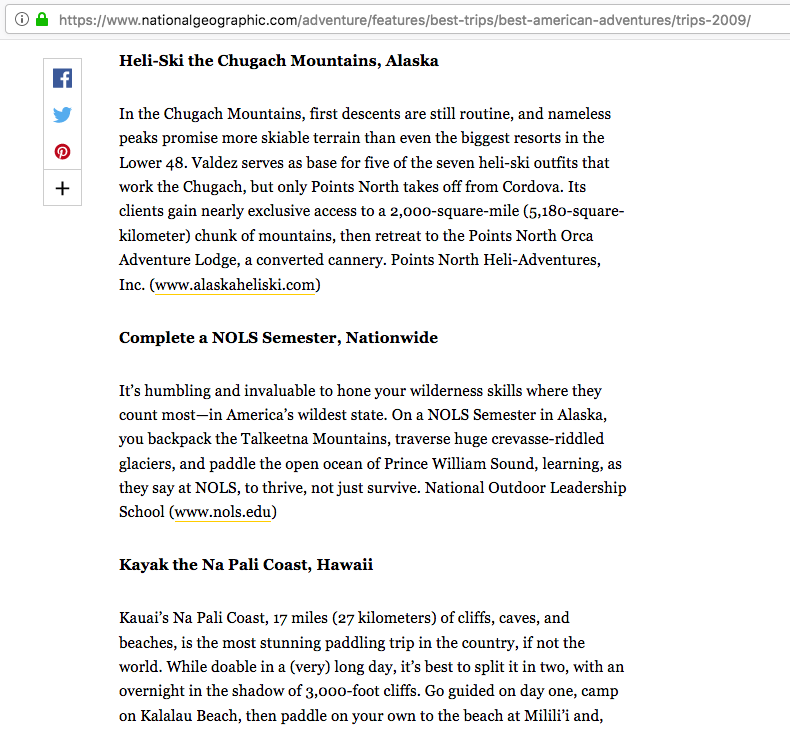 https://www.nationalgeographic.com/adventure/features/best-trips/best-american-adventures/trips-2009/
Heli-Ski the Chugach Mountains, Alaska
In the Chugach Mountains, first descents are still routine, and nameless
peaks promise more skiable terrain than even the biggest resorts in the
Lower 48. Valdez serves as base for five of the seven heli-ski outfits that
work the Chugach, but only Points North takes off from Cordova. Its
clients gain nearly exclusive access to a 2,000-square-mile (5,180-square-
kilometer) chunk of mountains, then retreat to the Points North Orca
Adventure Lodge, a converted cannery. Points North Heli-Adventures,
Inc. (www.alaskaheliski.com)
Complete a NOLS Semester, Nationwide
It’s humbling and invaluable to hone your wilderness skills where they
count most—in America’s wildest state. On a NOLS Semester in Alaska,
you backpack the Talkeetna Mountains, traverse huge crevasse-riddled
glaciers, and paddle the open ocean of Prince William Sound, learning, as
they say at NOLS, to thrive, not just survive. National Outdoor Leadership
School (www.nols.edu)
Kayak the Na Pali Coast, Hawaii
Kauai’s Na Pali Coast, 17 miles (27 kilometers) of cliffs, caves, and
beaches, is the most stunning paddling trip in the country, if not the
world. While doable in a (very) long day, it’s best to split it in two, with an
overnight in the shadow of 3,000-foot cliffs. Go guided on day one, camp
on Kalalau Beach, then paddle on your own to the beach at Milili’i and,